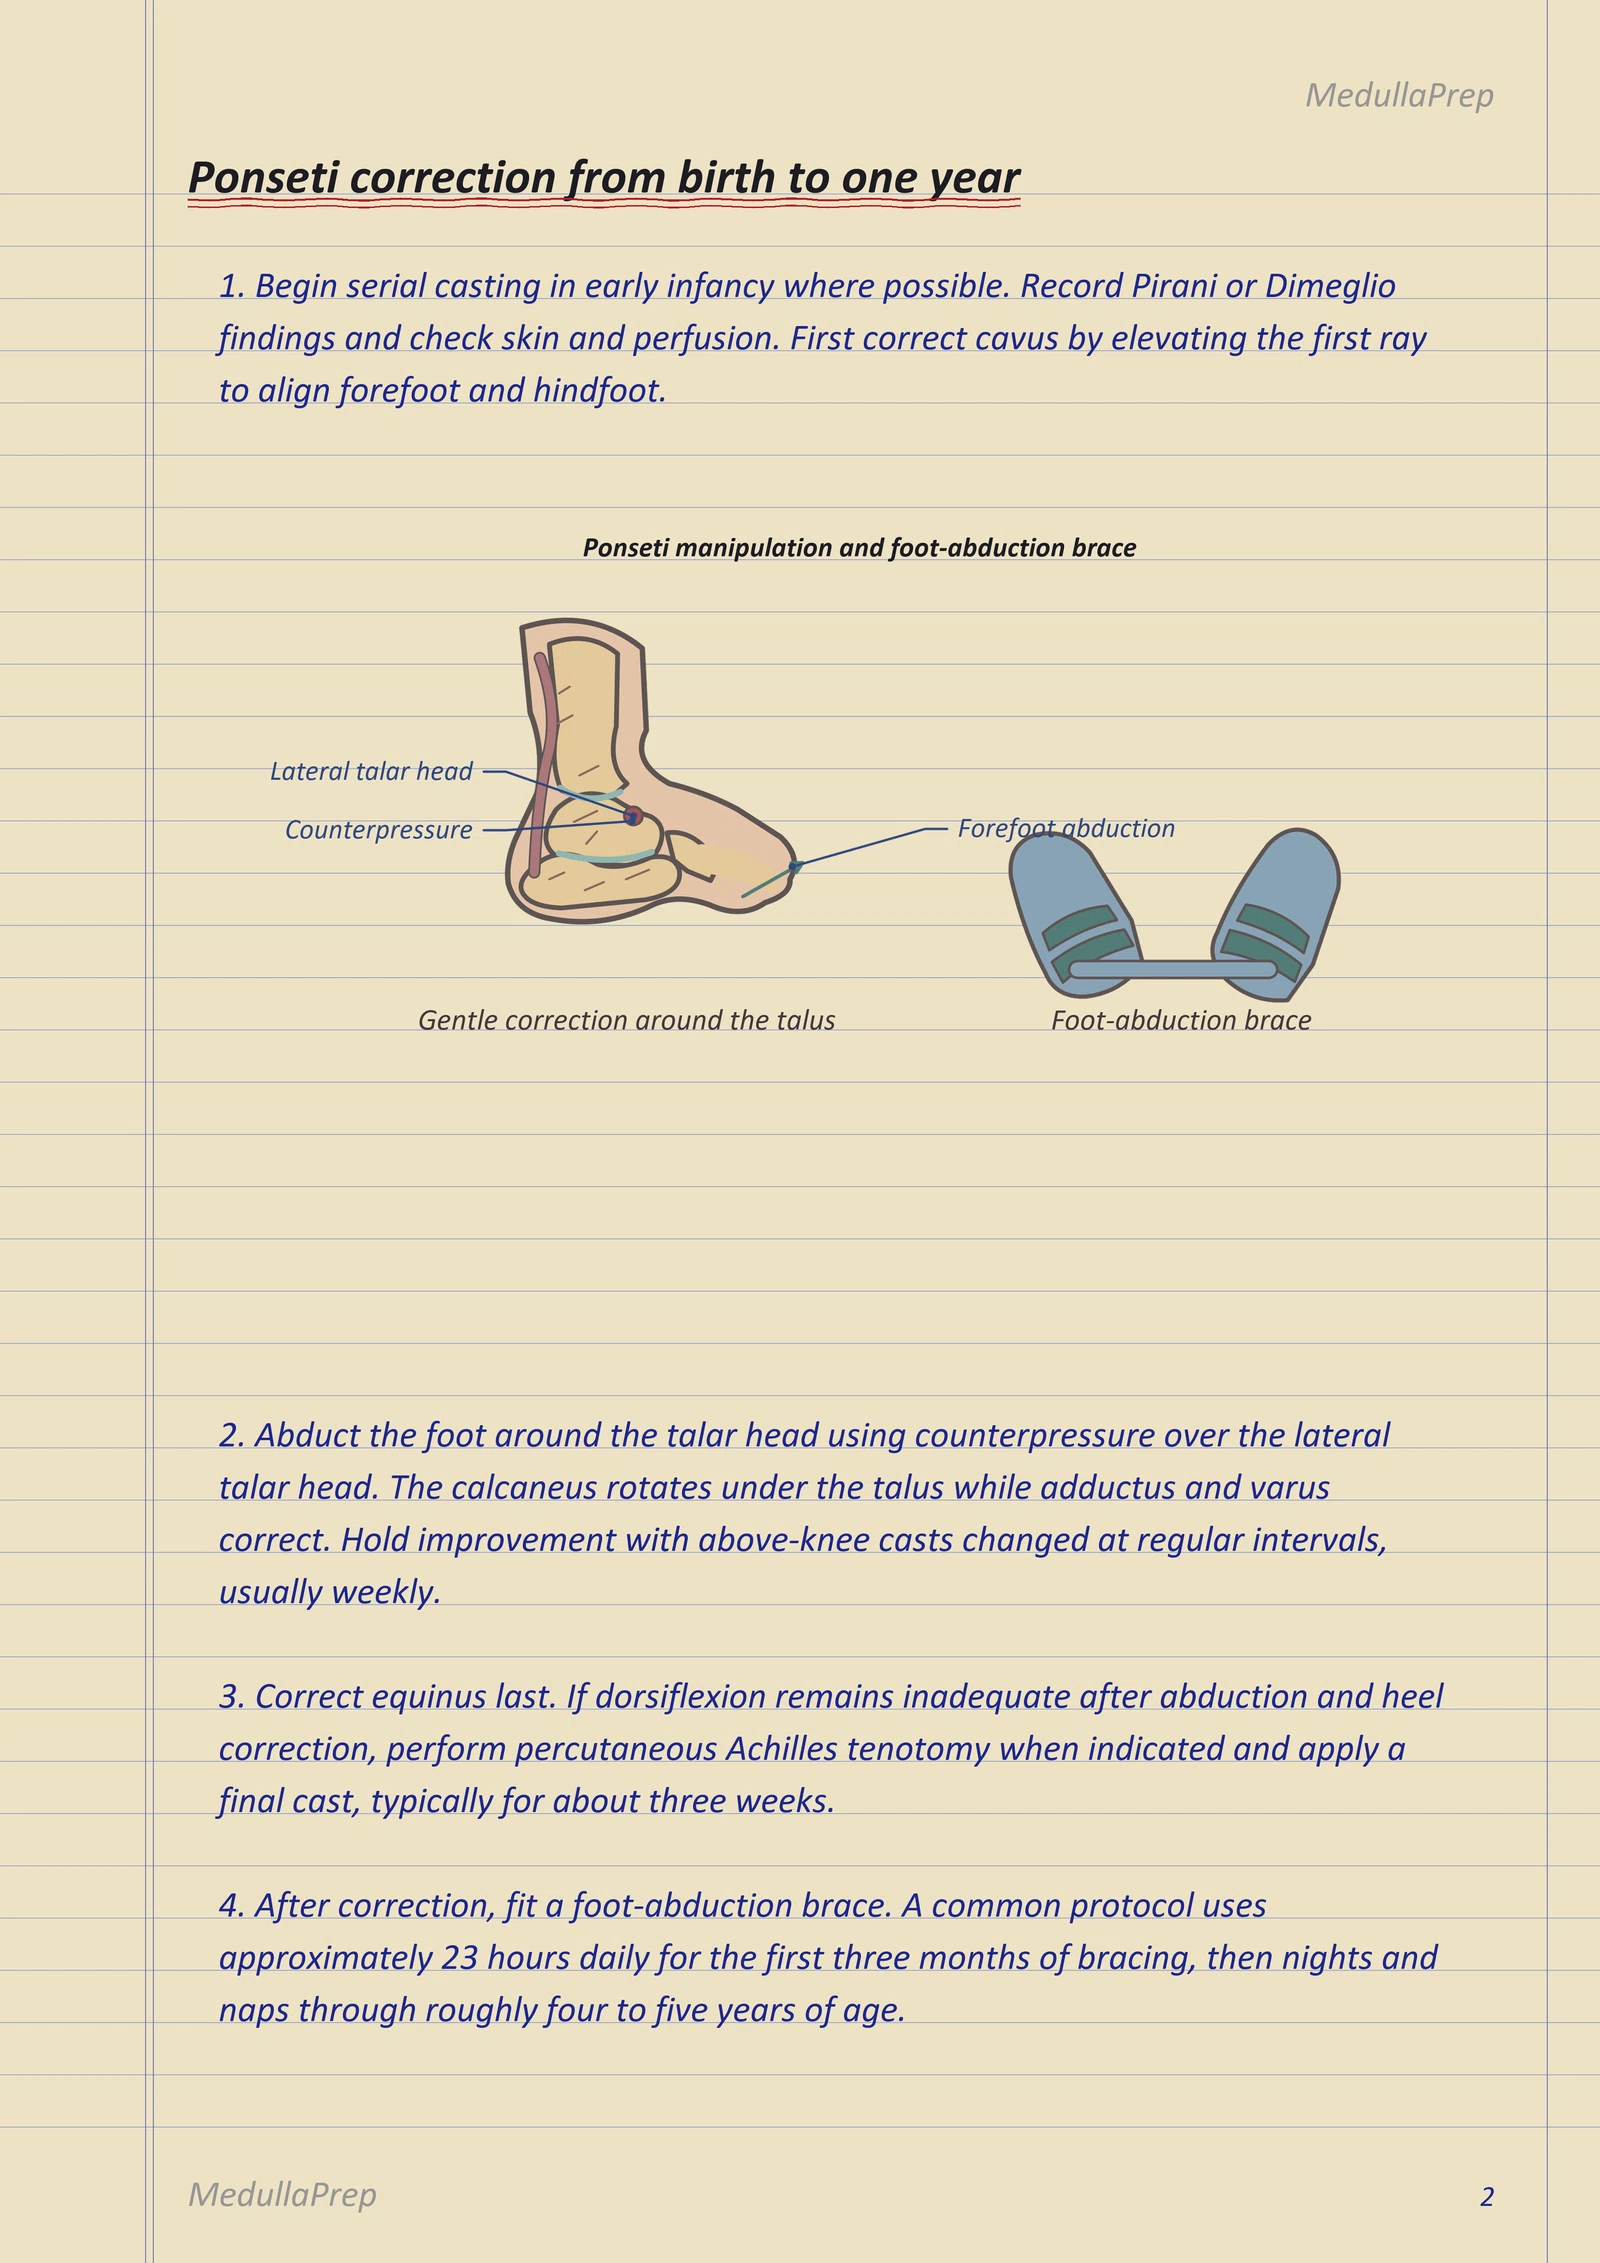 MedullaPrep
Ponseti correction from birth to one year
1. Begin serial casting in early infancy where possible. Record Pirani or Dimeglio
findings and check skin and perfusion. First correct cavus by elevating the first ray
to align forefoot and hindfoot.
Ponseti manipulation and foot-abduction brace
Lateral talar head
Counterpressure
Forefoot abduction
Gentle correction around the talus
Foot-abduction brace
2. Abduct the foot around the talar head using counterpressure over the lateral
talar head. The calcaneus rotates under the talus while adductus and varus
correct. Hold improvement with above-knee casts changed at regular intervals,
usually weekly.
3. Correct equinus last. If dorsiflexion remains inadequate after abduction and heel
correction, perform percutaneous Achilles tenotomy when indicated and apply a
final cast, typically for about three weeks.
4. After correction, fit a foot-abduction brace. A common protocol uses
approximately 23 hours daily for the first three months of bracing, then nights and
naps through roughly four to five years of age.
MedullaPrep
2